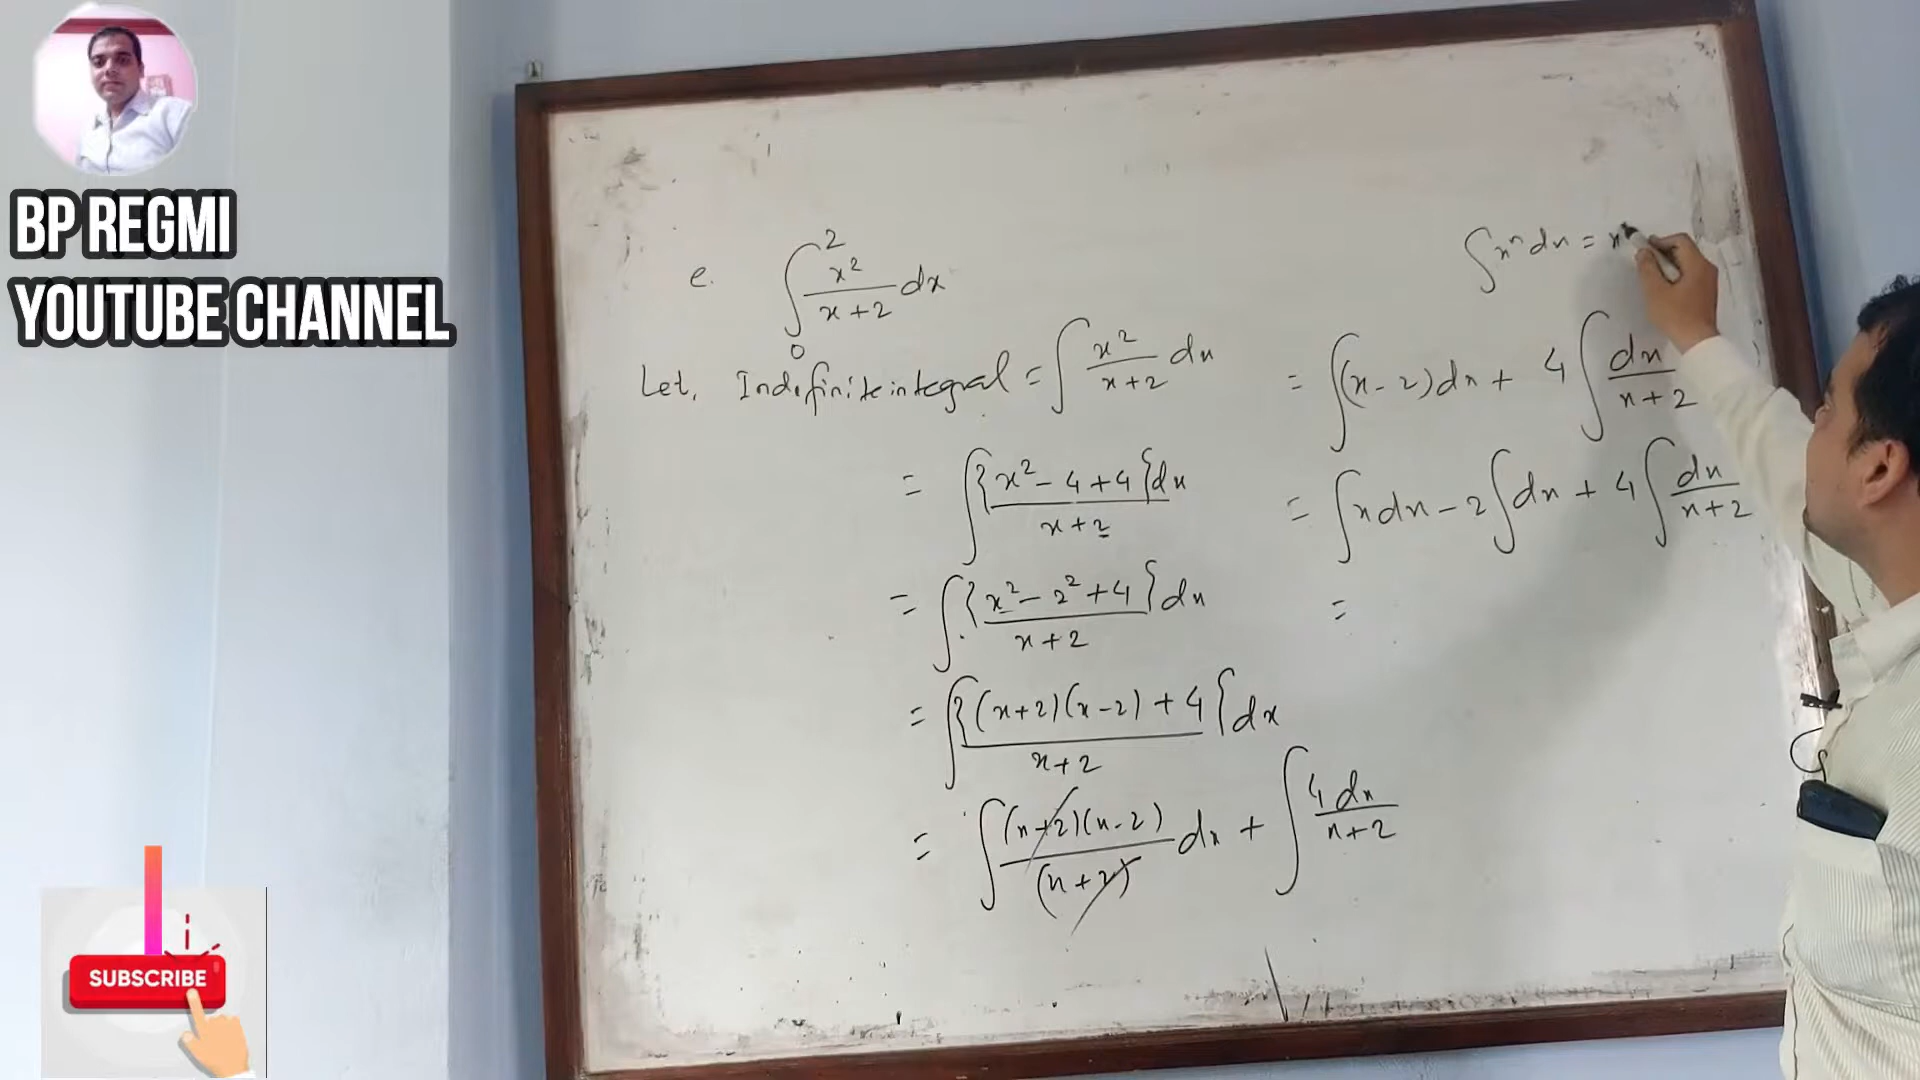 BP REGMI
YOUTUBE CHANNEL
SUBSCRIBE
e. ∫₀² x²/(x+2) dx
Let, Indefinite integral = ∫ x²/(x+2) dx
= ∫ {x² - 4 + 4}/(x+2) dx
= ∫ {x² - 2² + 4}/(x+2) dx
= ∫ {(x+2)(x-2) + 4}/(x+2) dx
= ∫ (x+2)(x-2)/(x+2) dx + ∫ 4dx/(x+2)
∫ xⁿ dx = x
= ∫(x-2)dx + 4∫ dx/(x+2)
= ∫xdx - 2∫dx + 4∫ dx/(x+2)
=